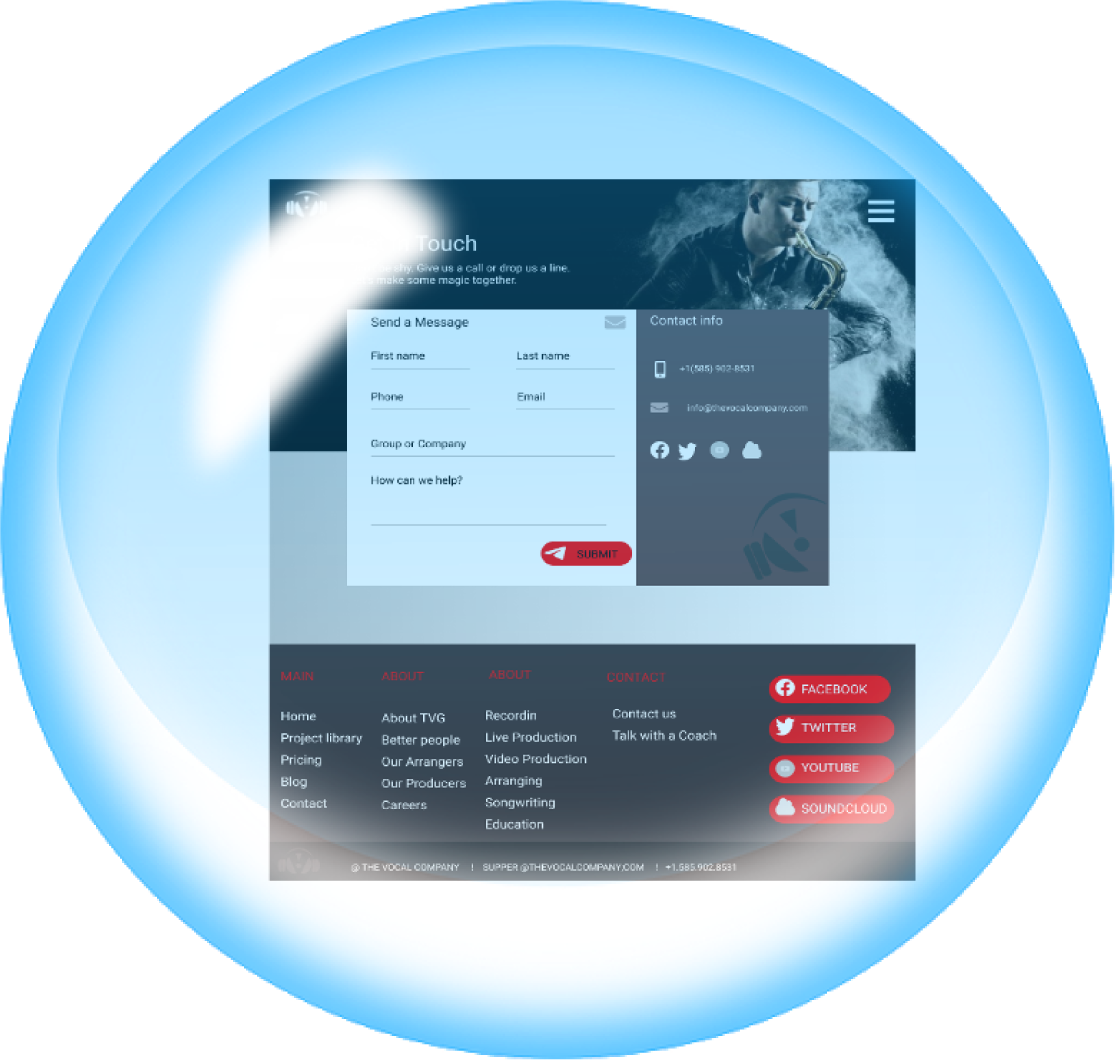 Touch
shy. Give us a call or drop us a line.
make some magic together.
Send a Message
Contact info
First name
Last name
+1(585) 902-8531
Phone
Email
info@thevocalcompany.com
Group or Company
How can we help?
SUBMIT
MAIN
Home
Project library
Pricing
Blog
Contact
ABOUT
About TVG
Better people
Our Arrangers
Our Producers
Careers
ABOUT
Recordin
Live Production
Video Production
Arranging
Songwriting
Education
CONTACT
Contact us
Talk with a Coach
FACEBOOK
TWITTER
YOUTUBE
SOUNDCLOUD
@ THE VOCAL COMPANY ! SUPPER @THEVOCALCOMPANY.COM ! +1.585.902.8531